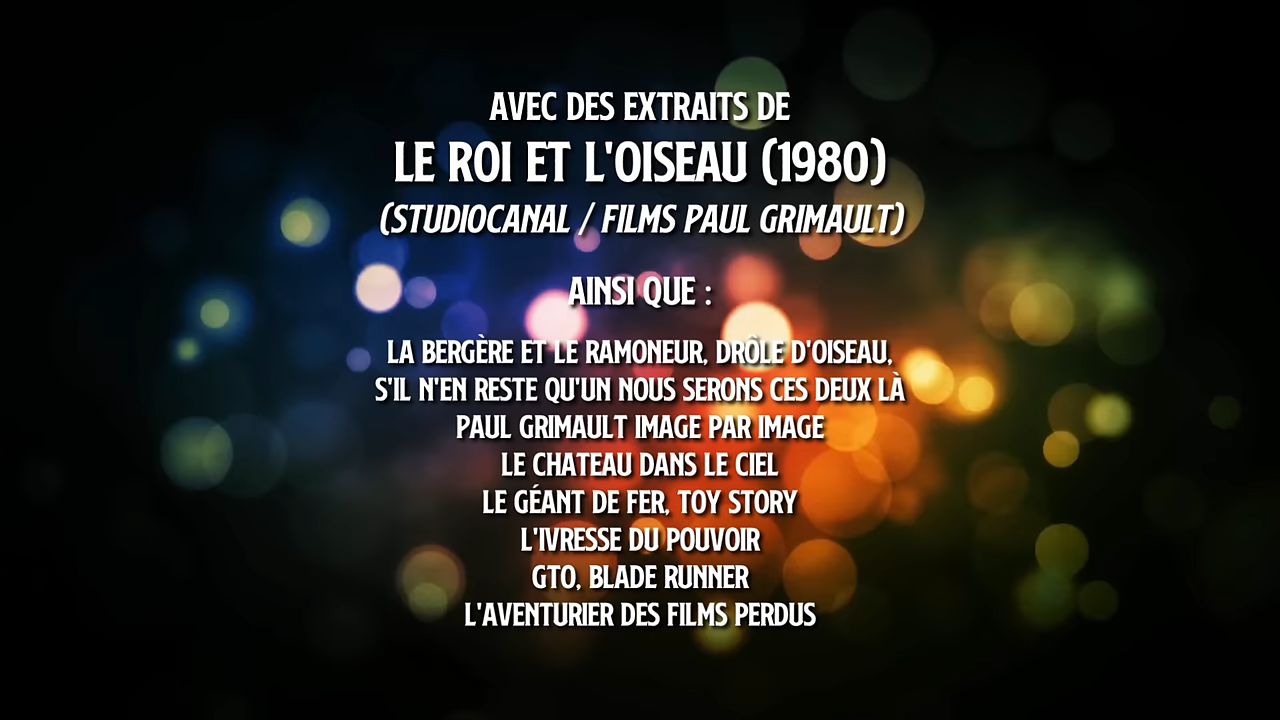 AVEC DES EXTRAITS DE
LE ROI ET L'OISEAU (1980)
(STUDIOCANAL / FILMS PAUL GRIMAULT)
AINSI QUE :
LA BERGÈRE ET LE RAMONEUR, DRÔLE D'OISEAU,
S'IL N'EN RESTE QU'UN NOUS SERONS CES DEUX LÀ
PAUL GRIMAULT IMAGE PAR IMAGE
LE CHATEAU DANS LE CIEL
LE GÉANT DE FER, TOY STORY
L'IVRESSE DU POUVOIR
GTO, BLADE RUNNER
L'AVENTURIER DES FILMS PERDUS